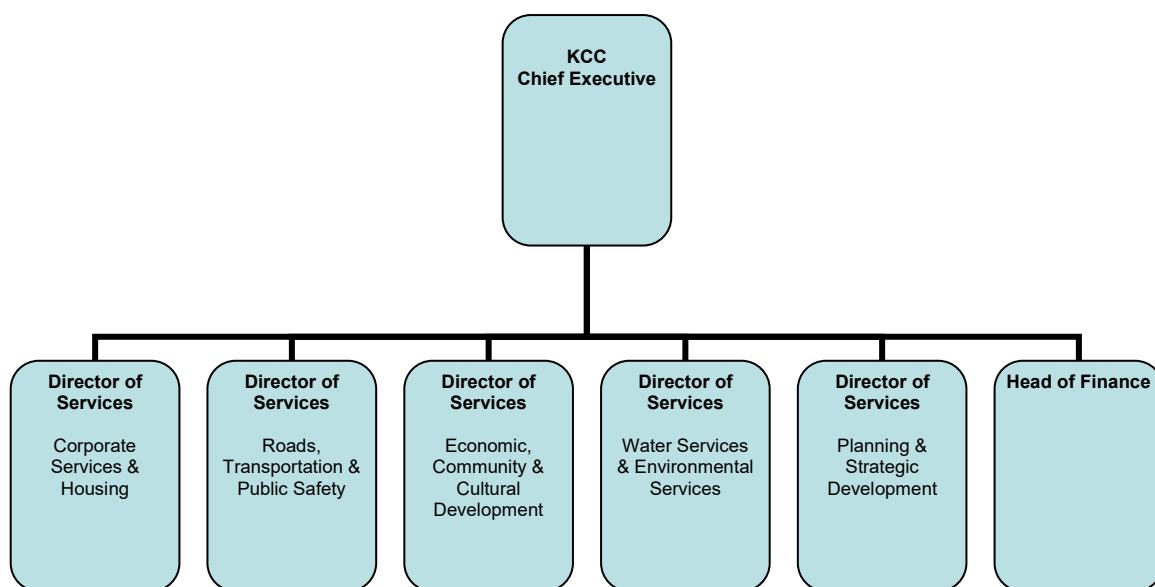 KCC
Chief Executive
Director of
Services
Corporate
Services &
Housing
Director of
Services
Roads,
Transportation &
Public Safety
Director of
Services
Economic,
Community &
Cultural
Development
Director of
Services
Water Services
& Environmental
Services
Director of
Services
Planning &
Strategic
Development
Head of Finance